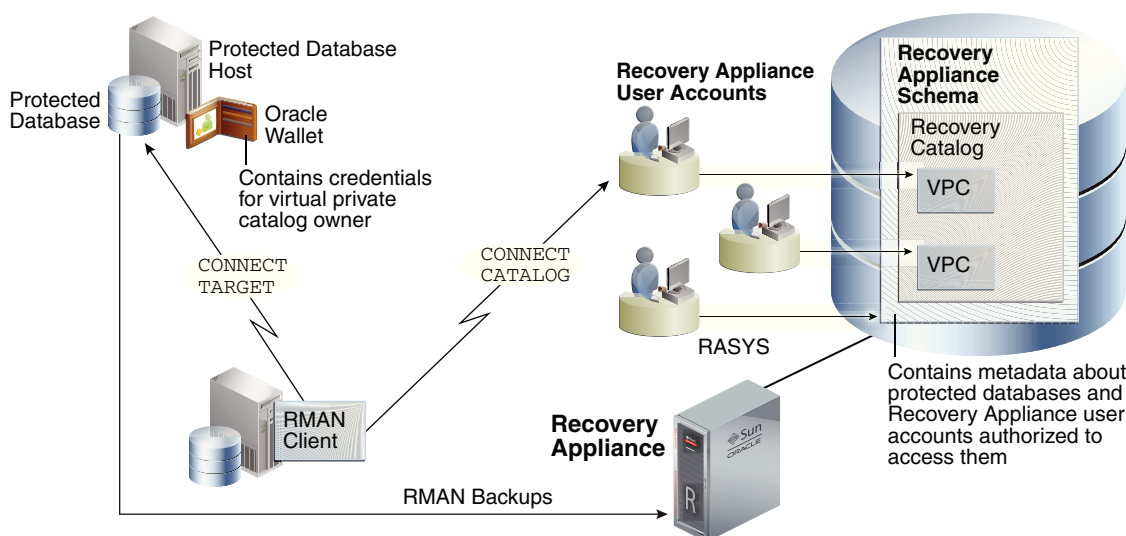 Protected Database
Host
Protected
Database
Oracle
Wallet
Contains credentials
for virtual private
catalog owner
CONNECT
TARGET
CONNECT
CATALOG
RMAN
Client
RMAN Backups
Recovery Appliance
User Accounts
RASYS
Recovery
Appliance
Sun
ORACLE
R
Recovery
Appliance
Schema
Recovery
Catalog
VPC
VPC
Contains metadata about
protected databases and
Recovery Appliance user
accounts authorized to
access them